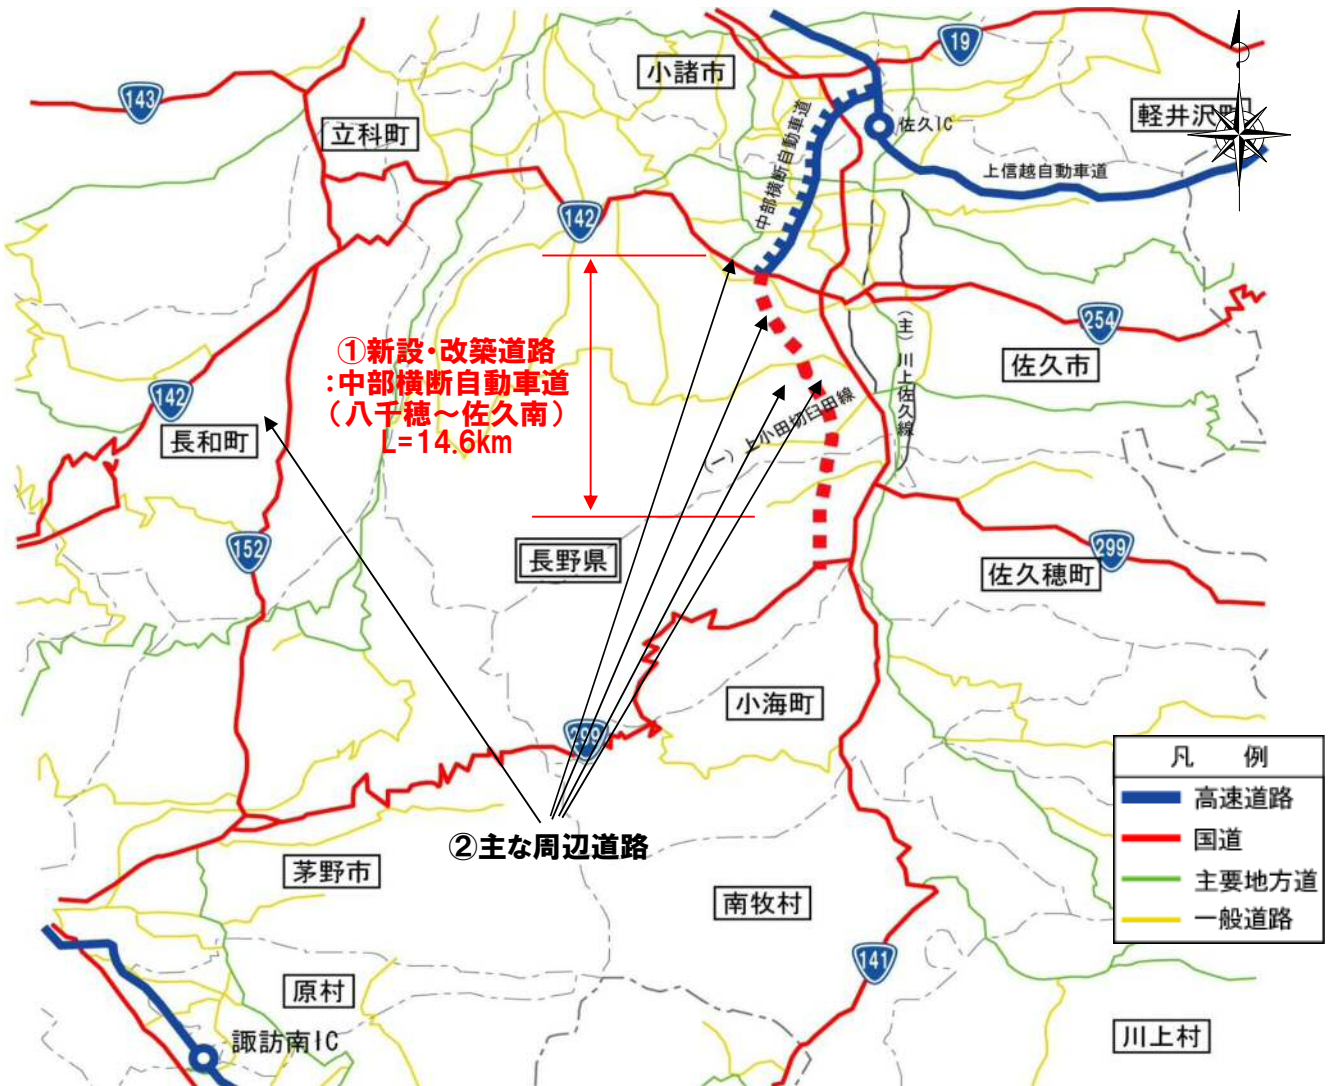 19
小諸市
143
軽井沢町
立科町
佐久IC
中部横断自動車道
上信越自動車道
142
(主)川上佐久線
254
①新設・改築道路
:中部横断自動車道
(八千穂～佐久南)
L=14.6km
佐久市
142
(一)上小田切臼田線
長和町
152
長野県
299
佐久穂町
小海町
299
凡 例
高速道路
国道
主要地方道
一般道路
②主な周辺道路
茅野市
南牧村
141
原村
諏訪南IC
川上村